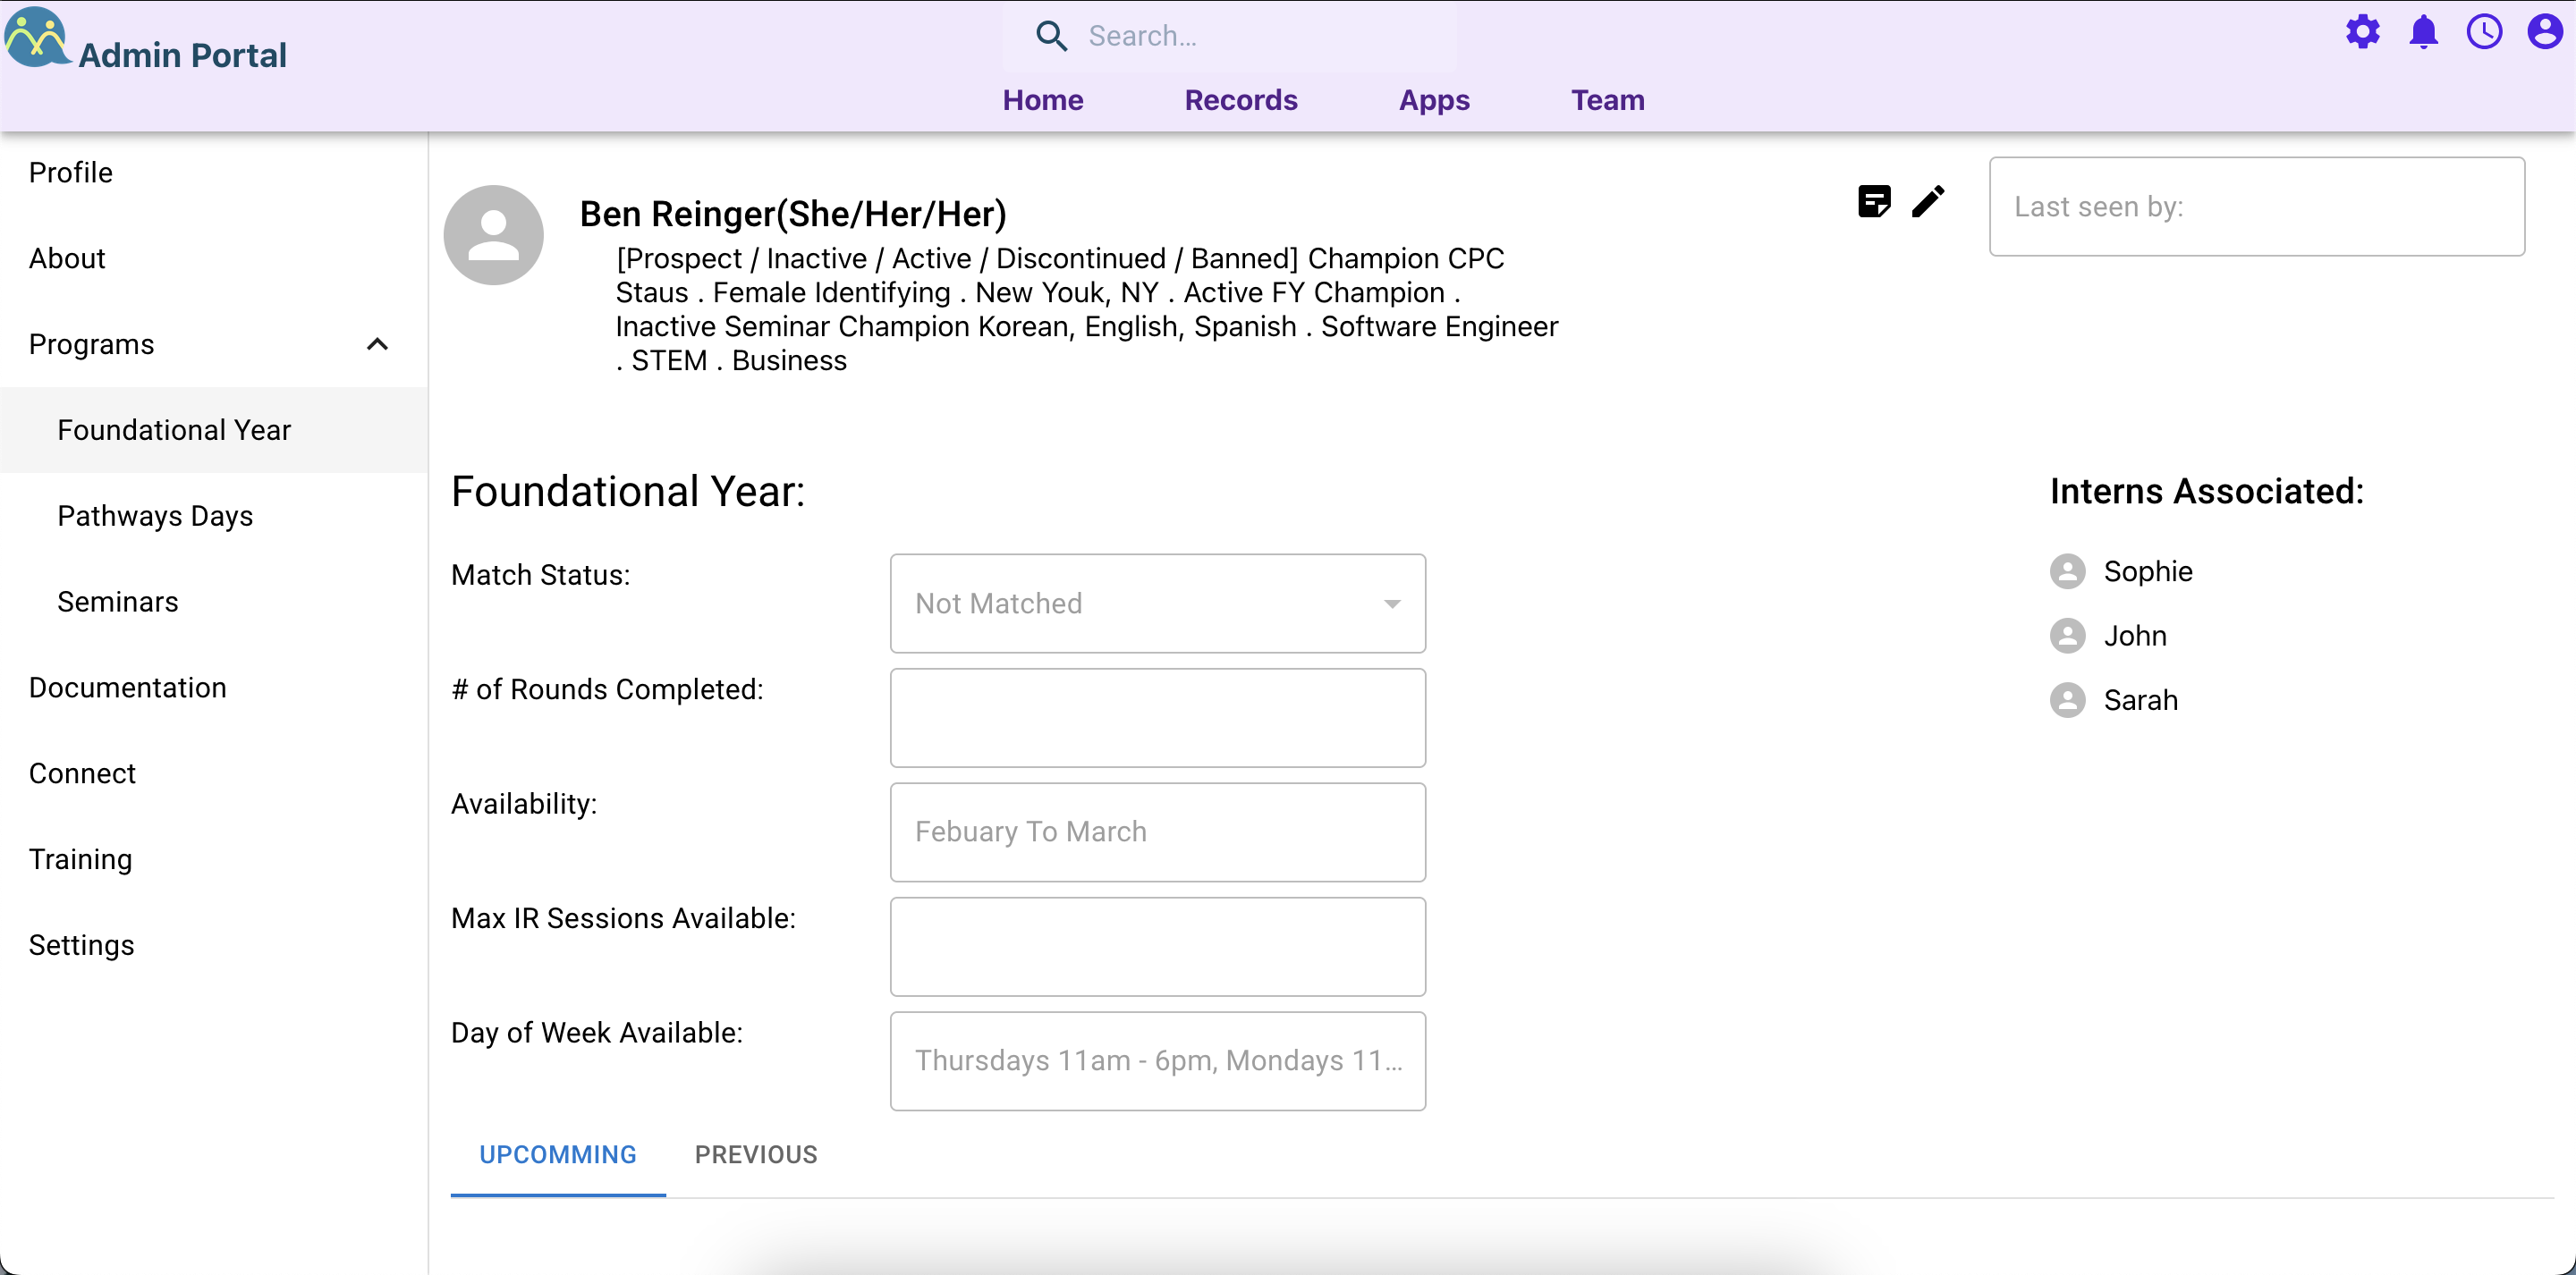 Admin Portal
Search...
Home
Records
Apps
Team
Profile
About
Programs
Foundational Year
Pathways Days
Seminars
Documentation
Connect
Training
Settings
Ben Reinger(She/Her/Her)
[Prospect / Inactive / Active / Discontinued / Banned] Champion CPC
Staus . Female Identifying . New Youk, NY . Active FY Champion .
Inactive Seminar Champion Korean, English, Spanish . Software Engineer
. STEM . Business
Last seen by:
Foundational Year:
Match Status:
Not Matched
# of Rounds Completed:
Availability:
Febuary To March
Max IR Sessions Available:
Day of Week Available:
Thursdays 11am - 6pm, Mondays 11...
UPCOMMING
PREVIOUS
Interns Associated:
Sophie
John
Sarah